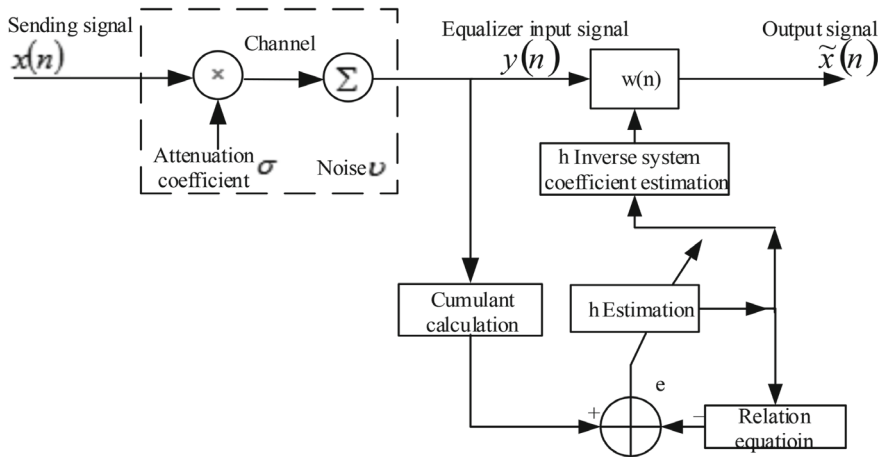 Sending signal
x(n)
Channel
×
Σ
Attenuation
coefficient σ
Noise υ
Equalizer input signal
y(n)
w(n)
Output signal
x̃(n)
h Inverse system
coefficient estimation
Cumulant
calculation
h Estimation
e
+
−
Relation
equatioin